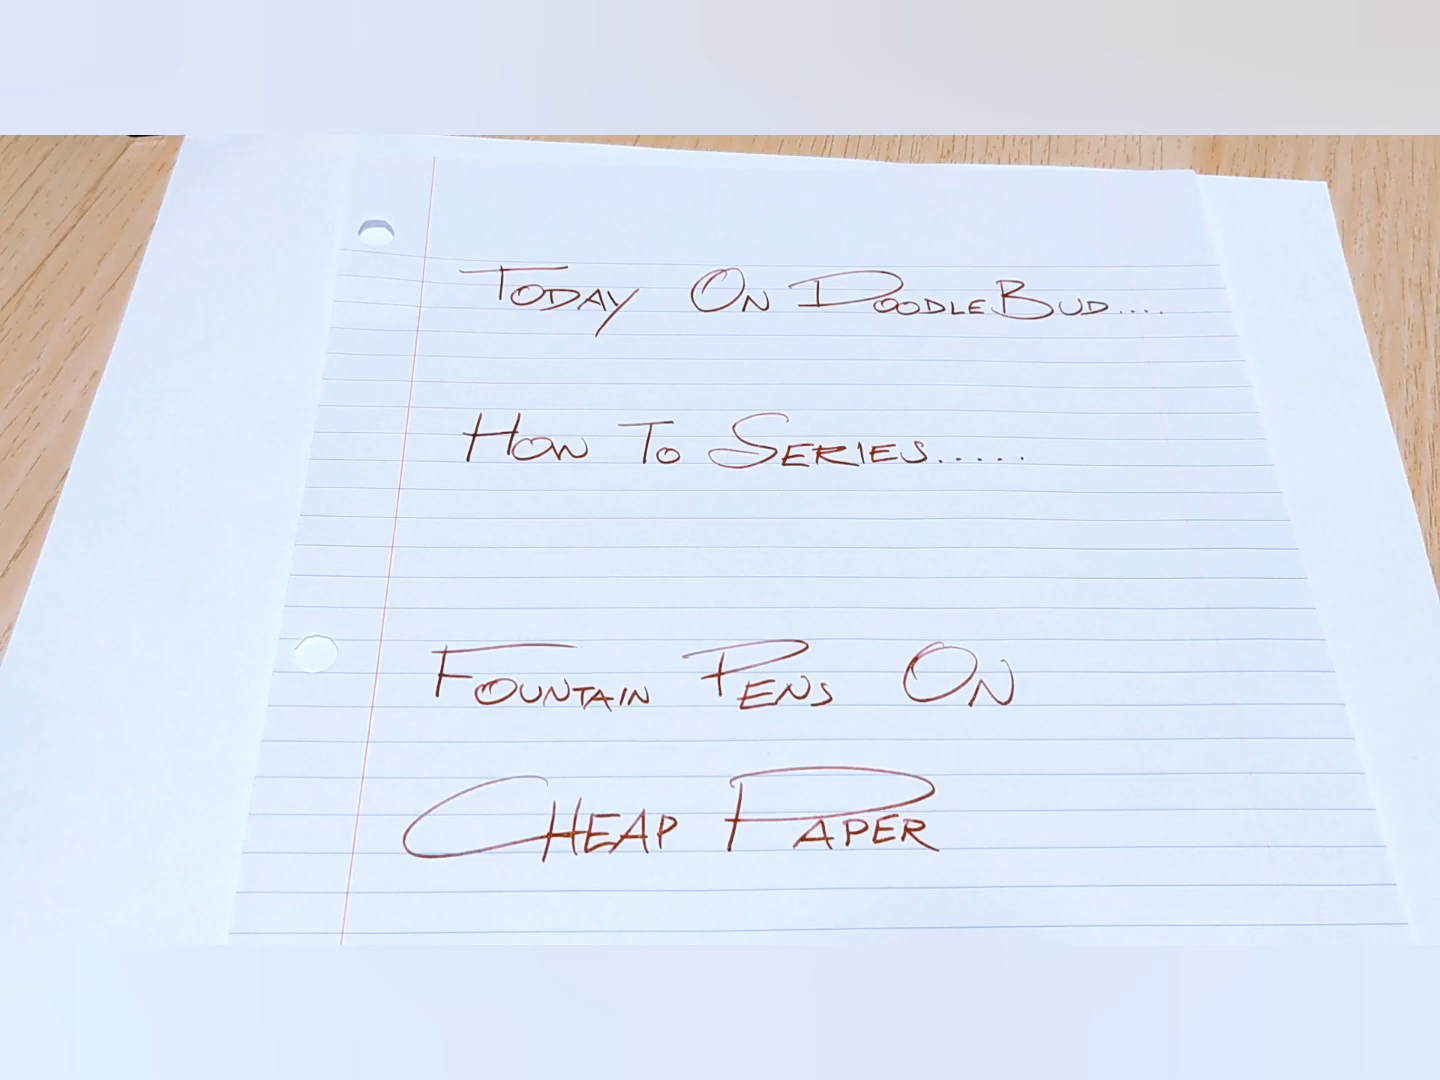 Today On DoodleBud....
How To Series.....
Fountain Pens On
Cheap Paper